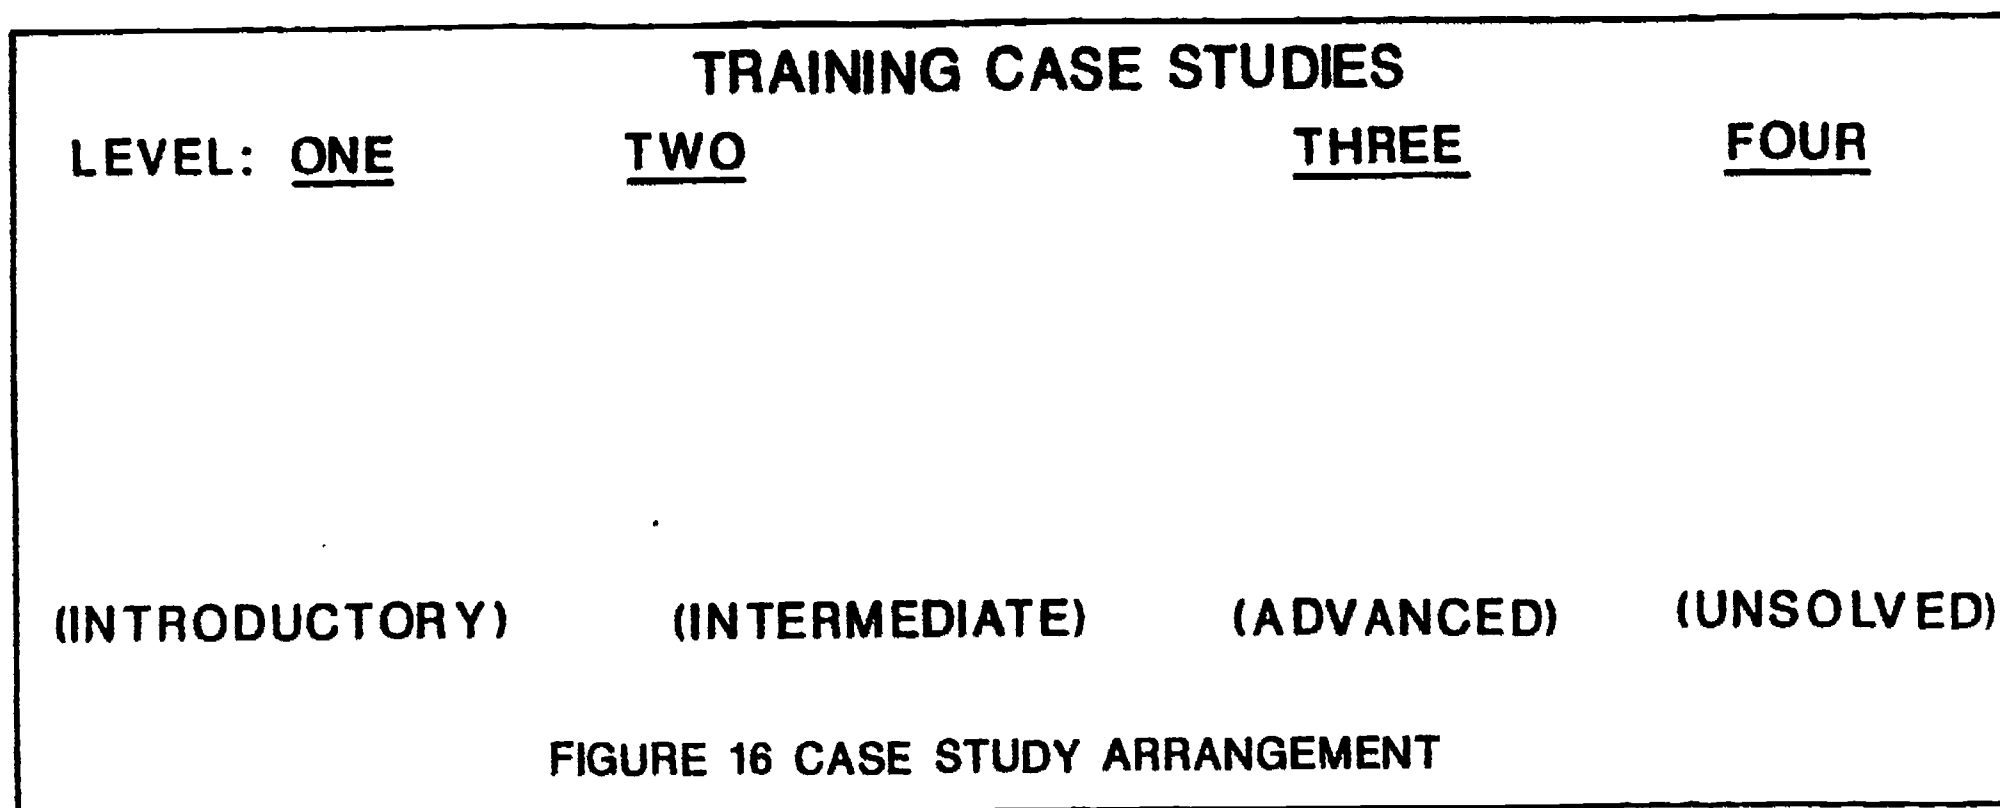 TRAINING CASE STUDIES
LEVEL: ONE TWO THREE FOUR
(INTRODUCTORY) (INTERMEDIATE) (ADVANCED) (UNSOLVED)
FIGURE 16 CASE STUDY ARRANGEMENT